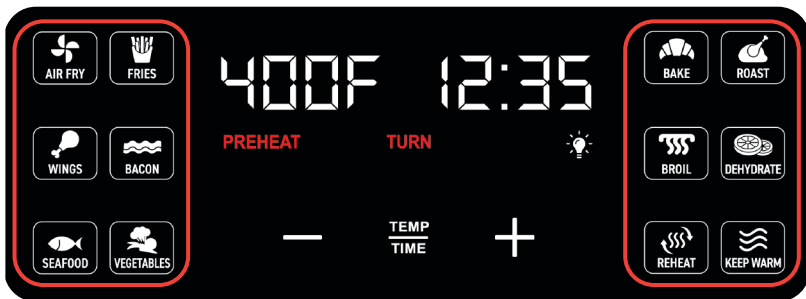 AIR FRY
FRIES
400F 12:35
BAKE
ROAST
PREHEAT
TURN
WINGS
BACON
BROIL
DEHYDRATE
TEMP
TIME
SEAFOOD
VEGETABLES
REHEAT
KEEP WARM